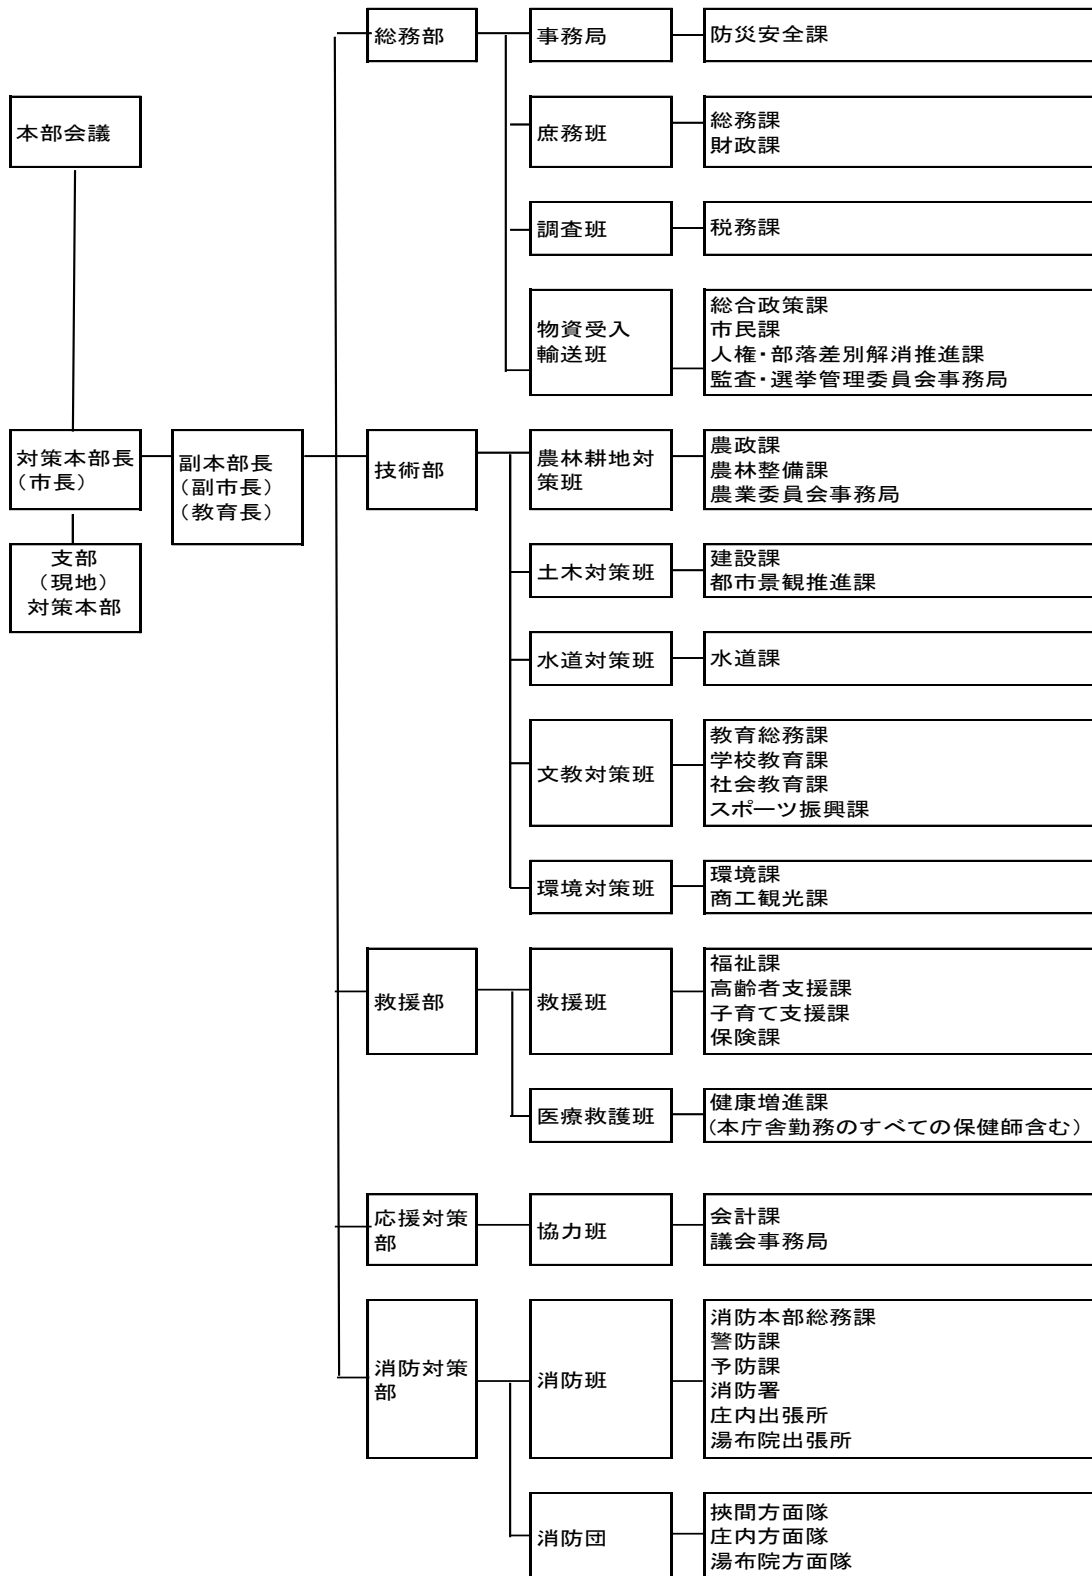 本部会議
対策本部長
（市長）
支部
（現地）
対策本部
副本部長
（副市長）
（教育長）
総務部
事務局
防災安全課
庶務班
総務課
財政課
調査班
税務課
物資受入
輸送班
総合政策課
市民課
人権・部落差別解消推進課
監査・選挙管理委員会事務局
技術部
農林耕地対
策班
農政課
農林整備課
農業委員会事務局
土木対策班
建設課
都市景観推進課
水道対策班
水道課
文教対策班
教育総務課
学校教育課
社会教育課
スポーツ振興課
環境対策班
環境課
商工観光課
救援部
救援班
福祉課
高齢者支援課
子育て支援課
保険課
医療救護班
健康増進課
(本庁舎勤務のすべての保健師含む)
応援対策
部
協力班
会計課
議会事務局
消防対策
部
消防班
消防本部総務課
警防課
予防課
消防署
庄内出張所
湯布院出張所
消防団
挾間方面隊
庄内方面隊
湯布院方面隊